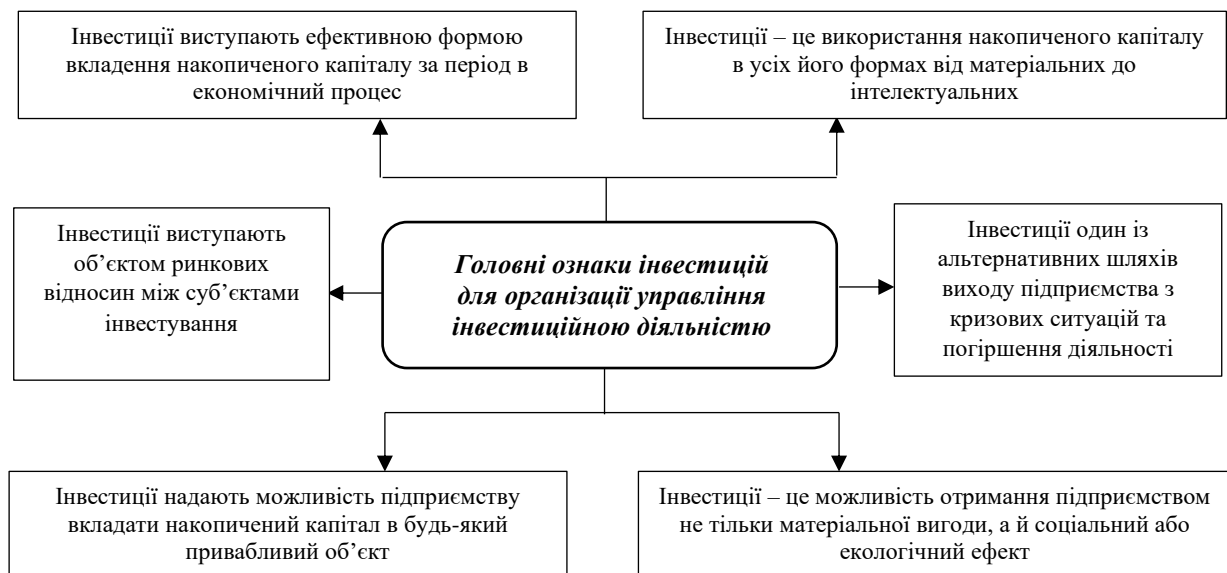 Інвестиції виступають ефективною формою
вкладення накопиченого капіталу за період в
економічний процес
Інвестиції – це використання накопиченого капіталу
в усіх його формах від матеріальних до
інтелектуальних
Інвестиції виступають
об’єктом ринкових
відносин між суб’єктами
інвестування
Головні ознаки інвестицій
для організації управління
інвестиційною діяльністю
Інвестиції один із
альтернативних шляхів
виходу підприємства з
кризових ситуацій та
погіршення діяльності
Інвестиції надають можливість підприємству
вкладати накопичений капітал в будь-який
привабливий об’єкт
Інвестиції – це можливість отримання підприємством
не тільки матеріальної вигоди, а й соціальний або
екологічний ефект